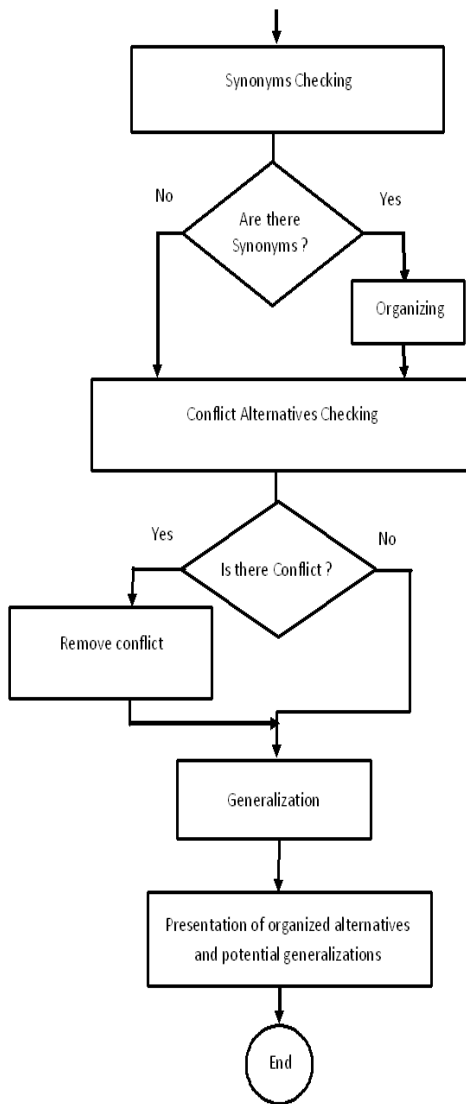 Synonyms Checking
No
Yes
Are there
Synonyms ?
Organizing
Conflict Alternatives Checking
Yes
No
Is there Conflict ?
Remove conflict
Generalization
Presentation of organized alternatives
and potential generalizations
End